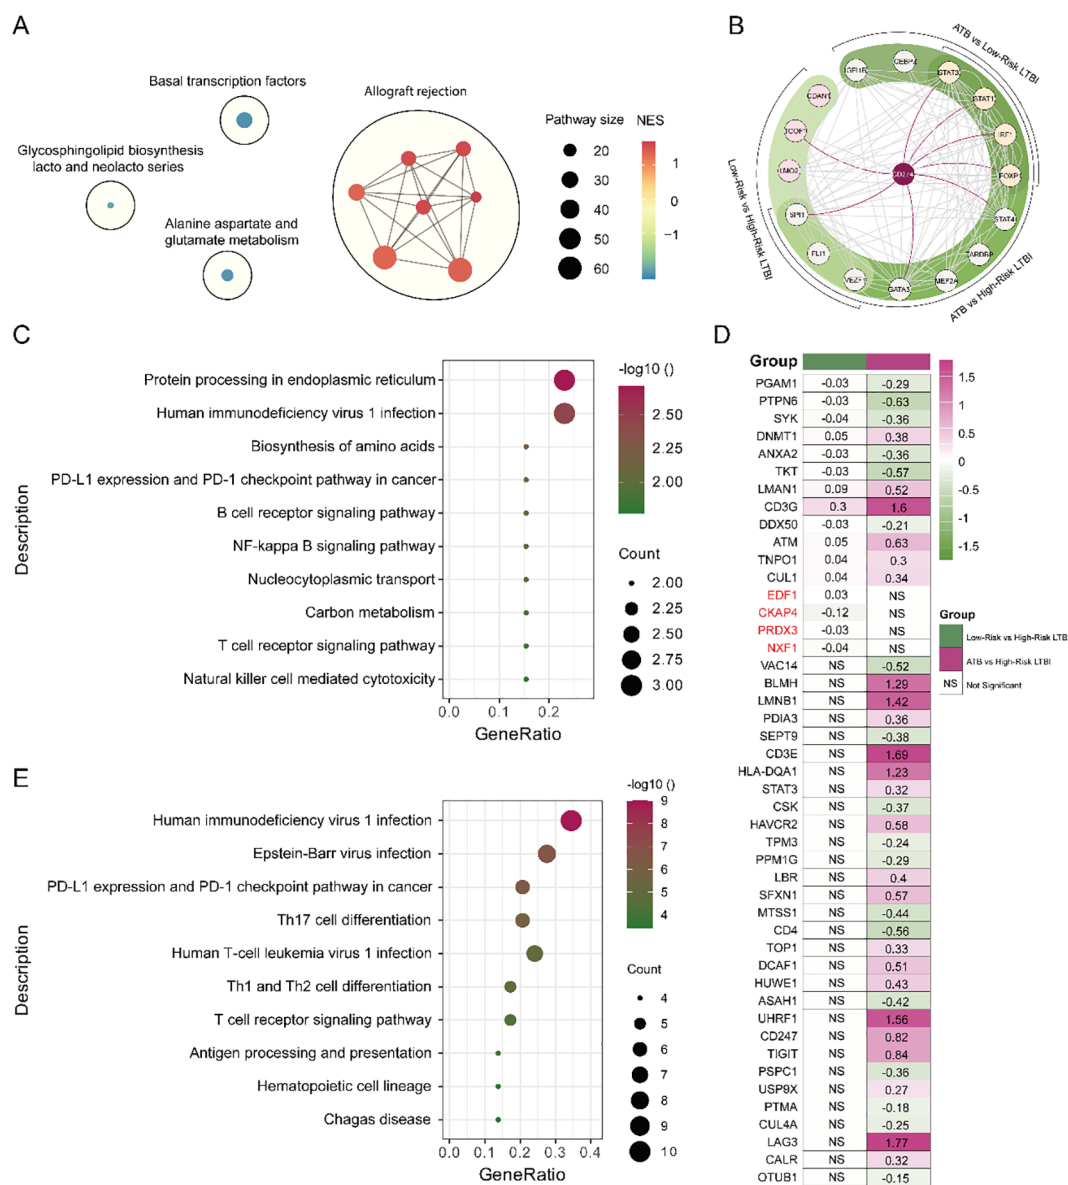 A
Basal transcription factors
Glycosphingolipid biosynthesis
lacto and neolacto series
Alanine aspartate and
glutamate metabolism
Allograft rejection
Pathway size
20
30
40
50
60
NES
1
0
−1
B
ATB vs Low-Risk LTBI
Low-Risk vs High-Risk LTBI
ATB vs High-Risk LTBI
STAT3
STAT1
IRF1
STAT4
MEF2A
GATA3
FLI1
SPI1
CDAN1
C
Description
Protein processing in endoplasmic reticulum
Human immunodeficiency virus 1 infection
Biosynthesis of amino acids
PD-L1 expression and PD-1 checkpoint pathway in cancer
B cell receptor signaling pathway
NF-kappa B signaling pathway
Nucleocytoplasmic transport
Carbon metabolism
T cell receptor signaling pathway
Natural killer cell mediated cytotoxicity
0.0 0.1 0.2
GeneRatio
-log10 ()
2.50
2.25
2.00
Count
2.00
2.25
2.50
2.75
3.00
D
Group
PGAM1 -0.03 -0.29
PTPN6 -0.03 -0.63
SYK -0.04 -0.36
DNMT1 0.05 0.38
ANXA2 -0.03 -0.36
TKT -0.03 -0.57
LMAN1 0.09 0.52
CD3G 0.3 1.6
DDX50 -0.03 -0.21
ATM 0.05 0.63
TNPO1 0.04 0.3
CUL1 0.04 0.34
EDF1 0.03 NS
CKAP4 -0.12 NS
PRDX3 -0.03 NS
NXF1 -0.04 NS
VAC14 NS -0.52
BLMH NS 1.29
LMNB1 NS 1.42
PDIA3 NS 0.36
SEPT9 NS -0.38
CD3E NS 1.69
HLA-DQA1 NS 1.23
STAT3 NS 0.32
CSK NS -0.37
HAVCR2 NS 0.58
TPM3 NS -0.24
PPM1G NS -0.29
LBR NS 0.4
SFXN1 NS 0.57
MTSS1 NS -0.44
CD4 NS -0.56
TOP1 NS 0.33
DCAF1 NS 0.51
HUWE1 NS 0.43
ASAH1 NS -0.42
UHRF1 NS 1.56
CD247 NS 0.82
TIGIT NS 0.84
PSPC1 NS -0.36
USP9X NS 0.27
PTMA NS -0.18
CUL4A NS -0.25
LAG3 NS 1.77
CALR NS 0.32
OTUB1 NS -0.15
1.5
1
0.5
0
-0.5
-1
-1.5
Group
Low-Risk vs High-Risk LTB
ATB vs High-Risk LTBI
NS Not Significant
E
Description
Human immunodeficiency virus 1 infection
Epstein-Barr virus infection
PD-L1 expression and PD-1 checkpoint pathway in cancer
Th17 cell differentiation
Human T-cell leukemia virus 1 infection
Th1 and Th2 cell differentiation
T cell receptor signaling pathway
Antigen processing and presentation
Hematopoietic cell lineage
Chagas disease
0.0 0.1 0.2 0.3 0.4
GeneRatio
-log10 ()
9
8
7
6
5
4
Count
4
5
6
7
8
9
10